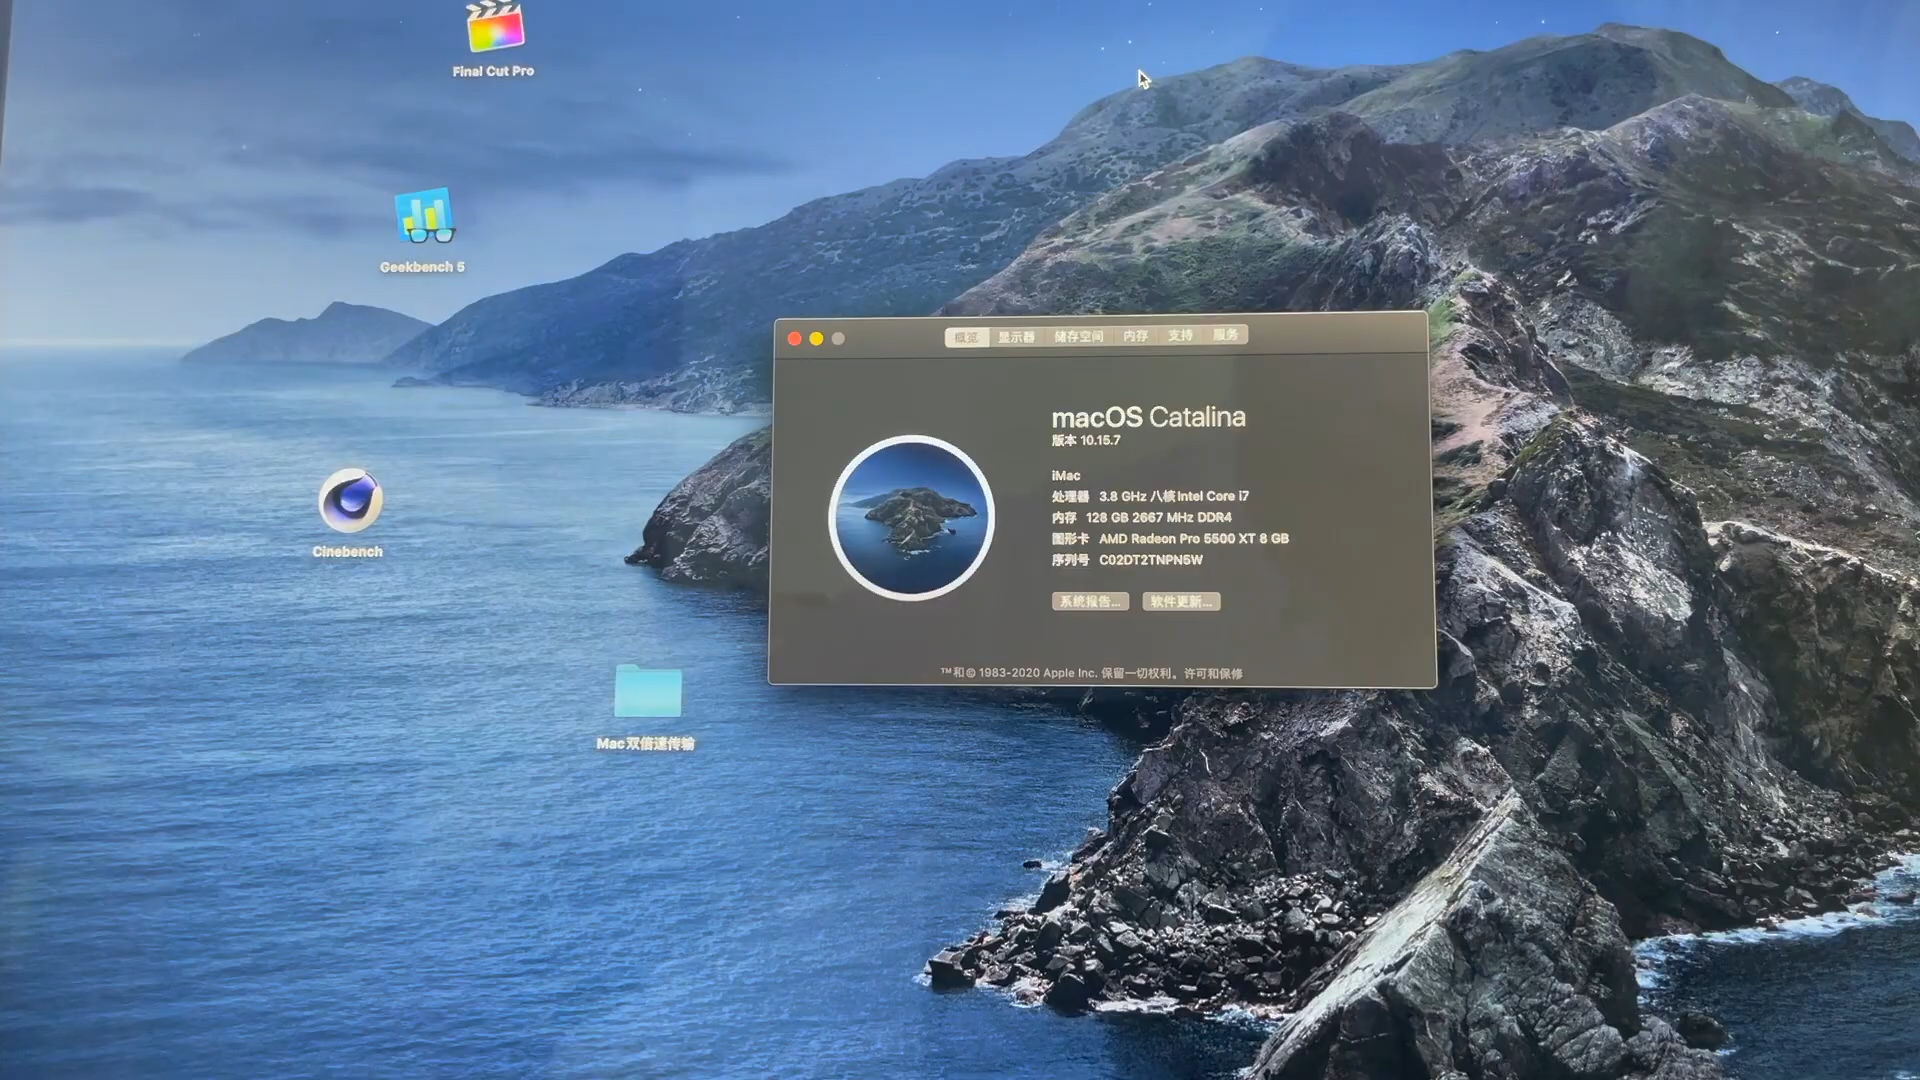 Final Cut Pro
Geekbench 5
Cinebench
Mac双倍速传输
概览 显示器 储存空间 内存 支持 服务
macOS Catalina
版本 10.15.7
iMac
处理器 3.8 GHz 八核Intel Core i7
内存 128 GB 2667 MHz DDR4
图形卡 AMD Radeon Pro 5500 XT 8 GB
序列号 C02DT2TNPN5W
系统报告... 软件更新...
™和© 1983-2020 Apple Inc. 保留一切权利。许可和保修